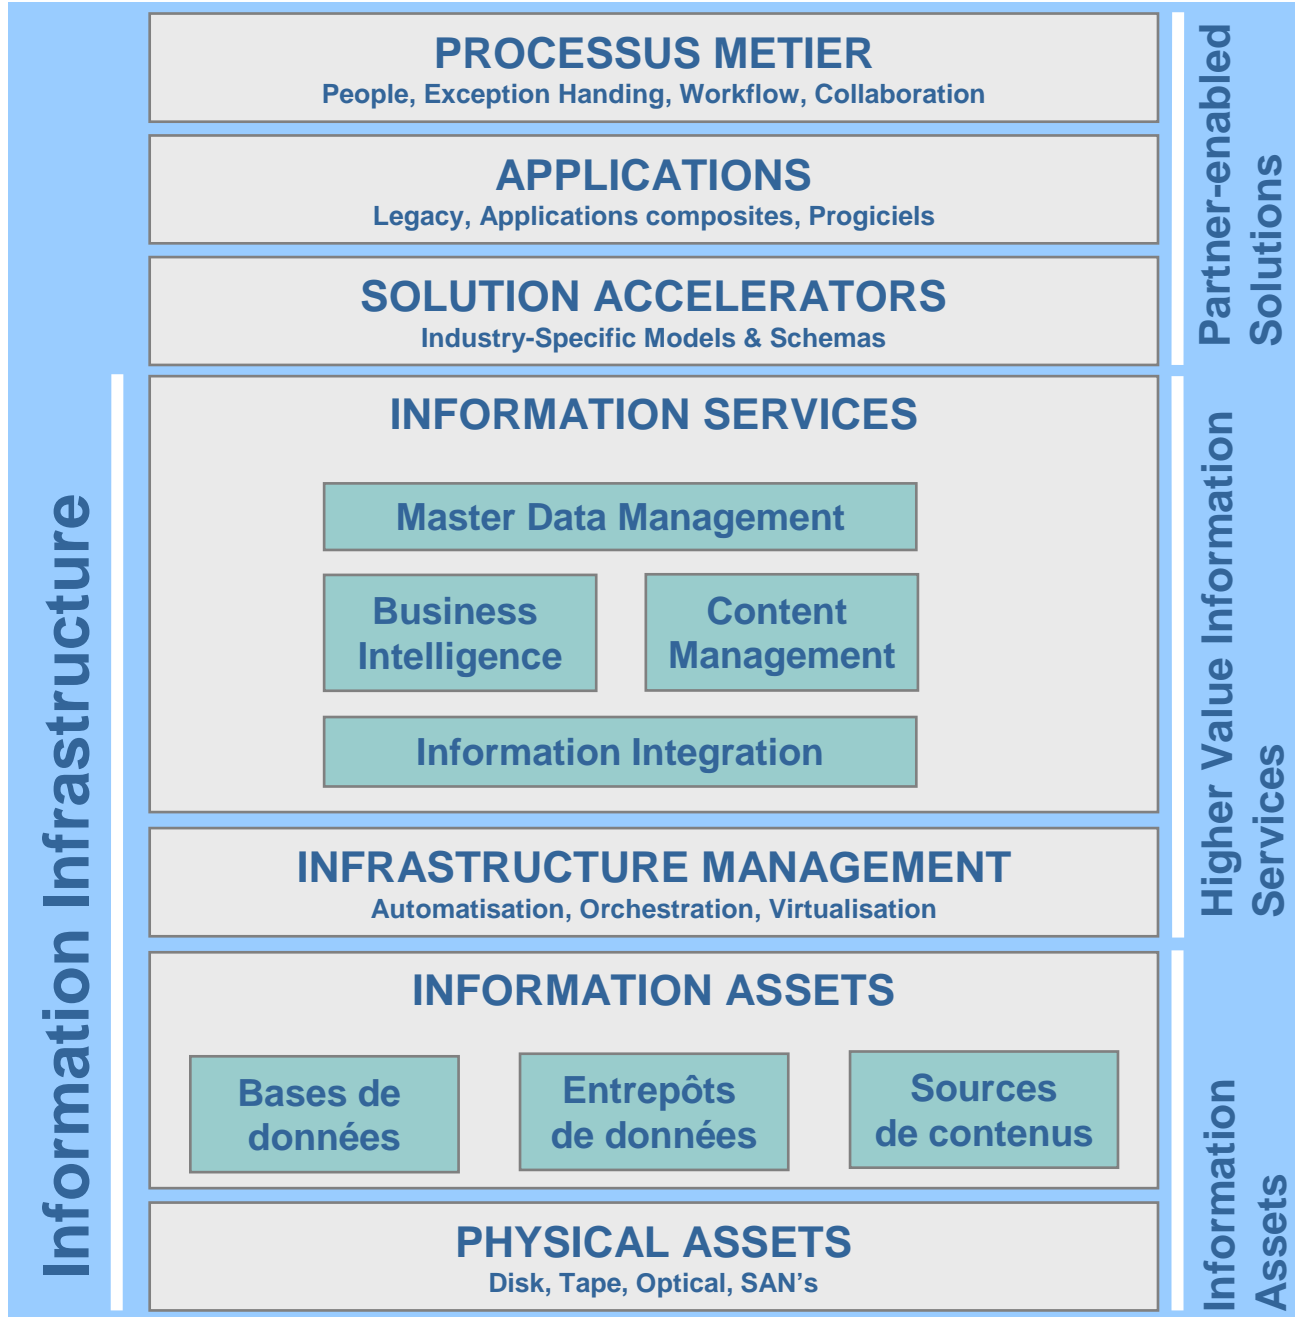 PROCESSUS METIER
People, Exception Handing, Workflow, Collaboration
APPLICATIONS
Legacy, Applications composites, Progiciels
SOLUTION ACCELERATORS
Industry-Specific Models & Schemas
Partner-enabled
Solutions
Information Infrastructure
INFORMATION SERVICES
Master Data Management
Business
Intelligence
Content
Management
Information Integration
INFRASTRUCTURE MANAGEMENT
Automatisation, Orchestration, Virtualisation
Higher Value Information
Services
INFORMATION ASSETS
Bases de
données
Entrepôts
de données
Sources
de contenus
PHYSICAL ASSETS
Disk, Tape, Optical, SAN’s
Information
Assets